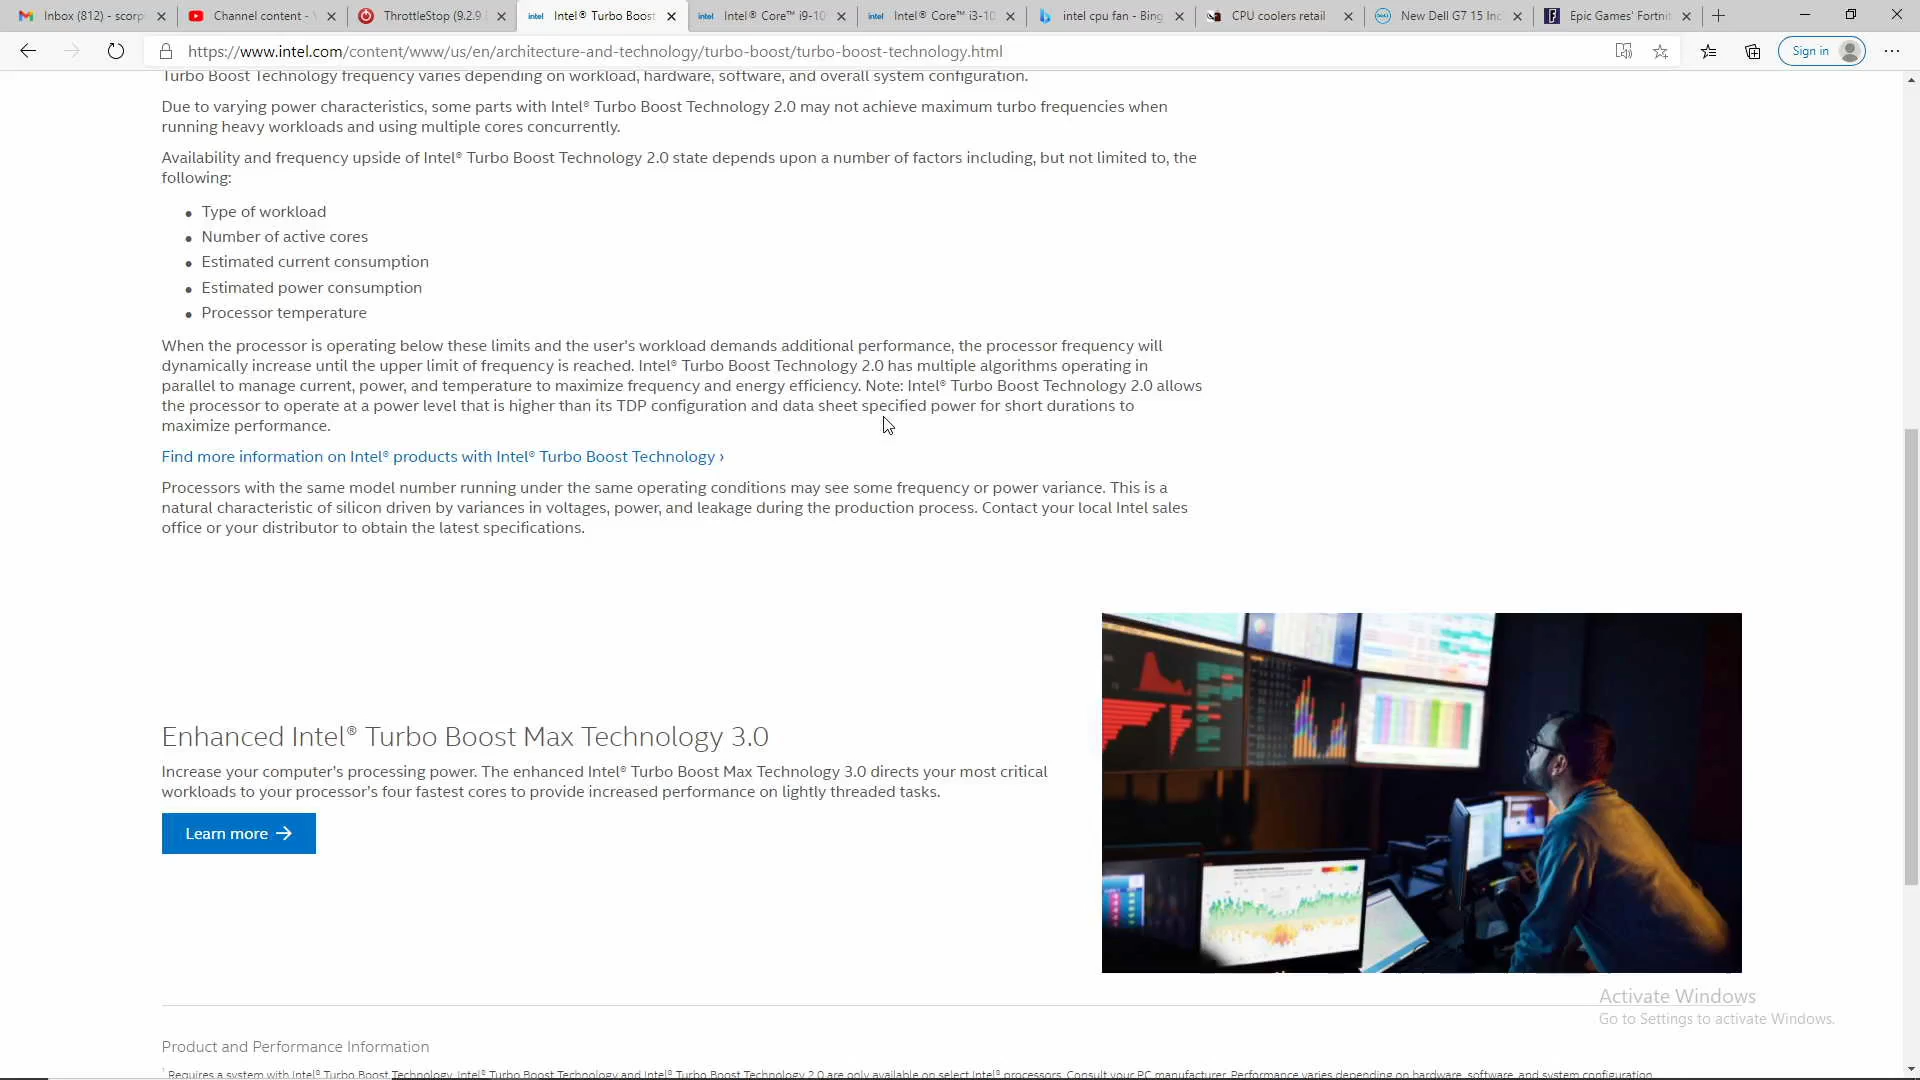 Inbox (812) - scorp
Channel content -
ThrottleStop (9.2.9
Intel® Turbo Boost
Intel® Core™ i9-10
Intel® Core™ i3-10
intel cpu fan - Bing
CPU coolers retail
New Dell G7 15 Inc
Epic Games' Fortnit
https://www.intel.com/content/www/us/en/architecture-and-technology/turbo-boost/turbo-boost-technology.html
Sign in
Turbo Boost Technology frequency varies depending on workload, hardware, software, and overall system configuration.
Due to varying power characteristics, some parts with Intel® Turbo Boost Technology 2.0 may not achieve maximum turbo frequencies when
running heavy workloads and using multiple cores concurrently.
Availability and frequency upside of Intel® Turbo Boost Technology 2.0 state depends upon a number of factors including, but not limited to, the
following:
Type of workload
Number of active cores
Estimated current consumption
Estimated power consumption
Processor temperature
When the processor is operating below these limits and the user's workload demands additional performance, the processor frequency will
dynamically increase until the upper limit of frequency is reached. Intel® Turbo Boost Technology 2.0 has multiple algorithms operating in
parallel to manage current, power, and temperature to maximize frequency and energy efficiency. Note: Intel® Turbo Boost Technology 2.0 allows
the processor to operate at a power level that is higher than its TDP configuration and data sheet specified power for short durations to
maximize performance.
Find more information on Intel® products with Intel® Turbo Boost Technology ›
Processors with the same model number running under the same operating conditions may see some frequency or power variance. This is a
natural characteristic of silicon driven by variances in voltages, power, and leakage during the production process. Contact your local Intel sales
office or your distributor to obtain the latest specifications.
Enhanced Intel® Turbo Boost Max Technology 3.0
Increase your computer's processing power. The enhanced Intel® Turbo Boost Max Technology 3.0 directs your most critical
workloads to your processor's four fastest cores to provide increased performance on lightly threaded tasks.
Learn more →
Activate Windows
Go to Settings to activate Windows.
Product and Performance Information
¹ Requires a system with Intel® Turbo Boost Technology. Intel® Turbo Boost Technology and Intel® Turbo Boost Technology 2.0 are only available on select Intel® processors. Consult your PC manufacturer. Performance varies depending on hardware, software, and system configuration.